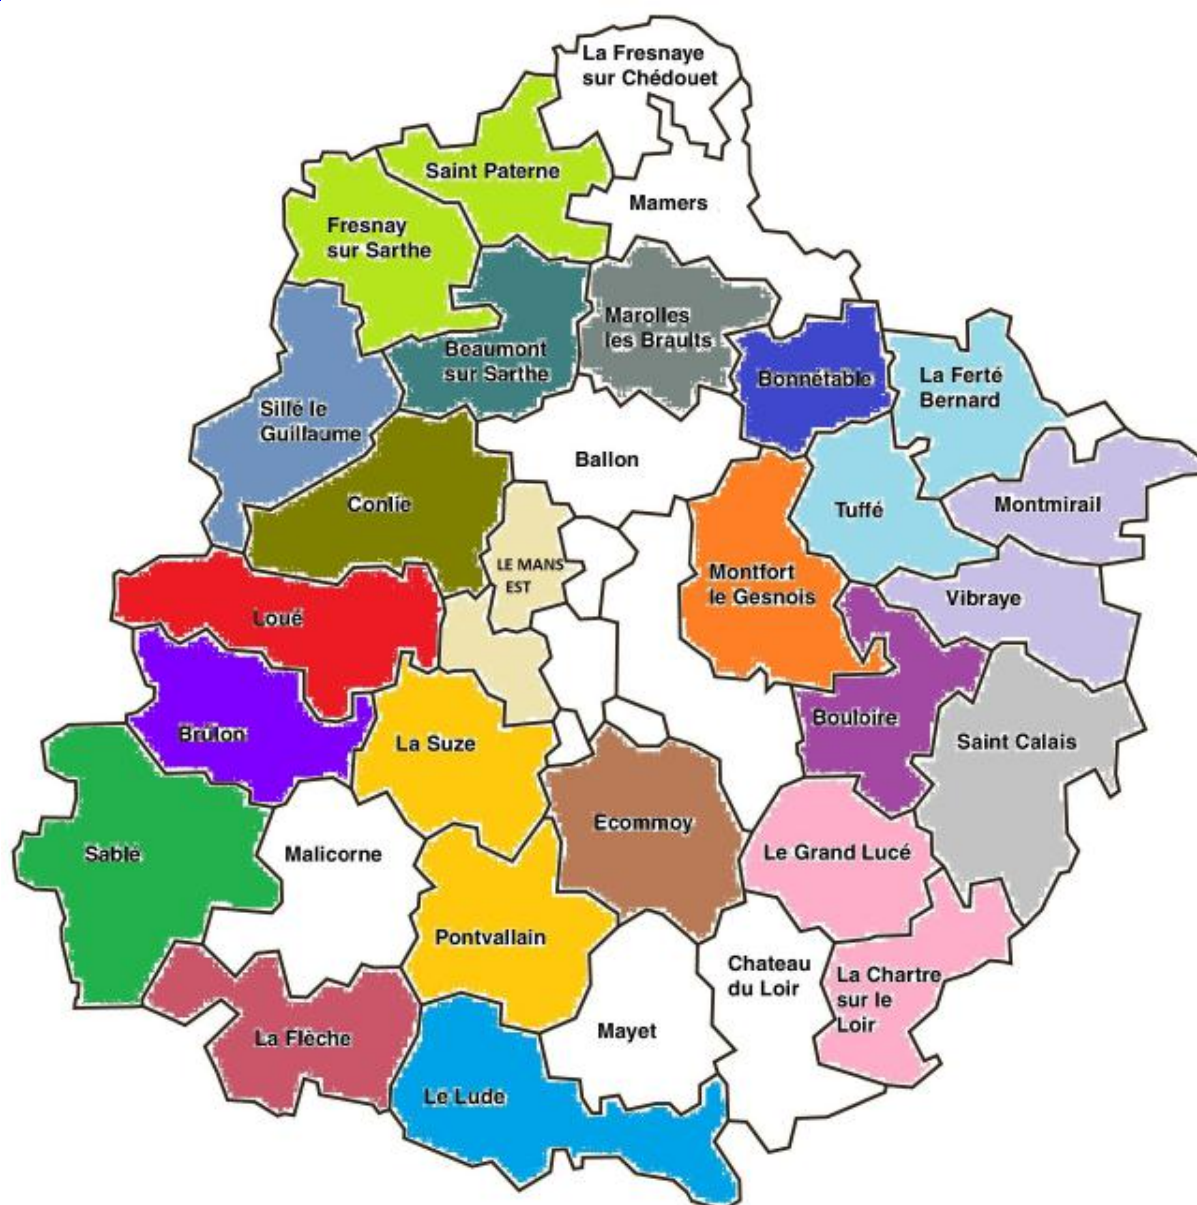 La Fresnaye
sur Chédouet
Saint Paterne
Mamers
Fresnay
sur Sarthe
Marolles
les Braults
Beaumont
sur Sarthe
Bonnétable
La Ferté
Bernard
Sillé le
Guillaume
Ballon
Conlie
Tuffé
Montmirail
LE MANS
EST
Montfort
le Gesnois
Vibraye
Loué
Bouloire
Brûlon
La Suze
Saint Calais
Ecommoy
Sablé
Malicorne
Le Grand Lucé
Pontvallain
Chateau
du Loir
La Chartre
sur le
Loir
La Flèche
Mayet
Le Lude